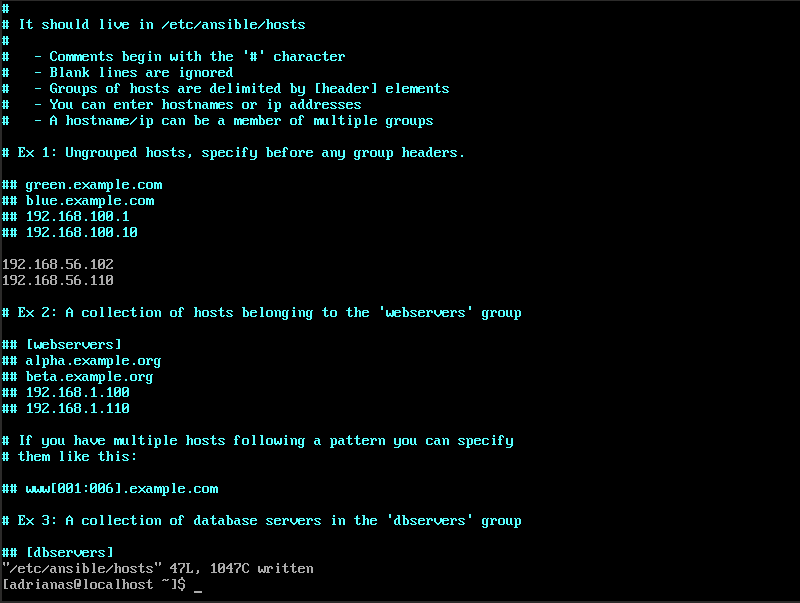 #
# It should live in /etc/ansible/hosts
#
#   - Comments begin with the '#' character
#   - Blank lines are ignored
#   - Groups of hosts are delimited by [header] elements
#   - You can enter hostnames or ip addresses
#   - A hostname/ip can be a member of multiple groups
# Ex 1: Ungrouped hosts, specify before any group headers.
## green.example.com
## blue.example.com
## 192.168.100.1
## 192.168.100.10
192.168.56.102
192.168.56.110
# Ex 2: A collection of hosts belonging to the 'webservers' group
## [webservers]
## alpha.example.org
## beta.example.org
## 192.168.1.100
## 192.168.1.110
# If you have multiple hosts following a pattern you can specify
# them like this:
## www[001:006].example.com
# Ex 3: A collection of database servers in the 'dbservers' group
## [dbservers]
"/etc/ansible/hosts" 47L, 1047C written
[adrianas@localhost ~]$ _